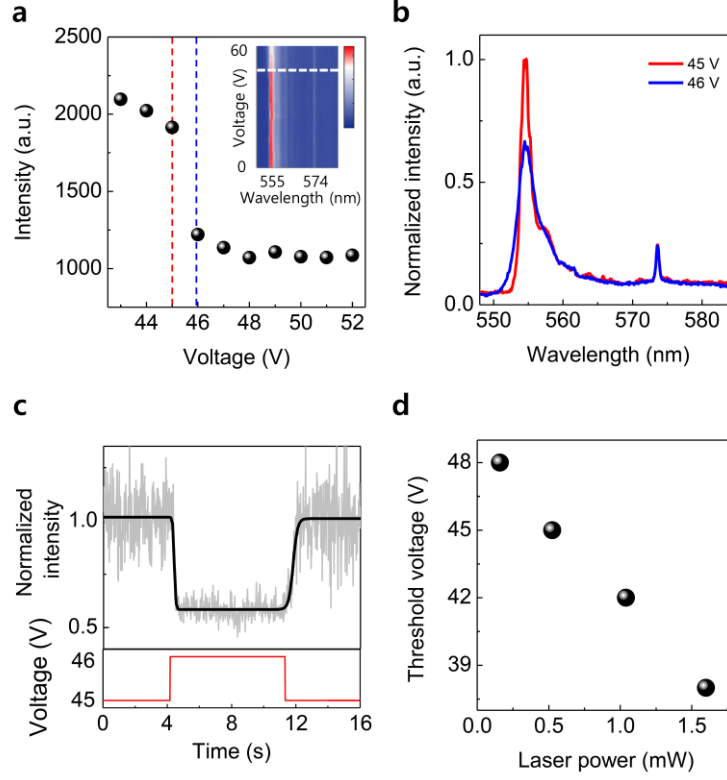 a
2500
2000
1500
1000
Intensity (a.u.)
44 46 48 50 52
Voltage (V)
60
0
Voltage (V)
555 574
Wavelength (nm)
b
1.0
0.5
0.0
Normalized intensity
45 V
46 V
550 560 570 580
Wavelength (nm)
c
1.0
0.5
Normalized
intensity
46
45
Voltage (V)
0 4 8 12 16
Time (s)
d
48
45
42
39
Threshold voltage (V)
0.0 0.5 1.0 1.5
Laser power (mW)